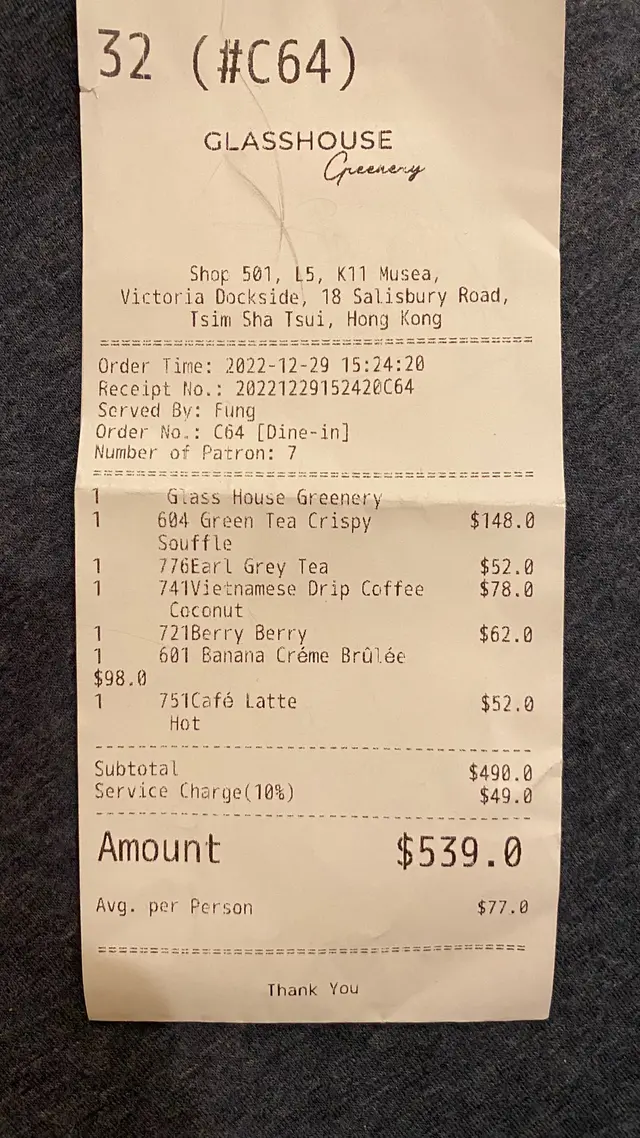 32 (#C64)
GLASSHOUSE
Greenery
Shop 501, L5, K11 Musea,
Victoria Dockside, 18 Salisbury Road,
Tsim Sha Tsui, Hong Kong
Order Time: 2022-12-29 15:24:20
Receipt No.: 20221229152420C64
Served By: Fung
Order No.: C64 [Dine-in]
Number of Patron: 7
1 Glass House Greenery
1 604 Green Tea Crispy $148.0
Souffle
1 776Earl Grey Tea $52.0
1 741Vietnamese Drip Coffee $78.0
Coconut
1 721Berry Berry $62.0
1 601 Banana Créme Brûlée
$98.0
1 751Café Latte $52.0
Hot
Subtotal $490.0
Service Charge(10%) $49.0
Amount $539.0
Avg. per Person $77.0
Thank You